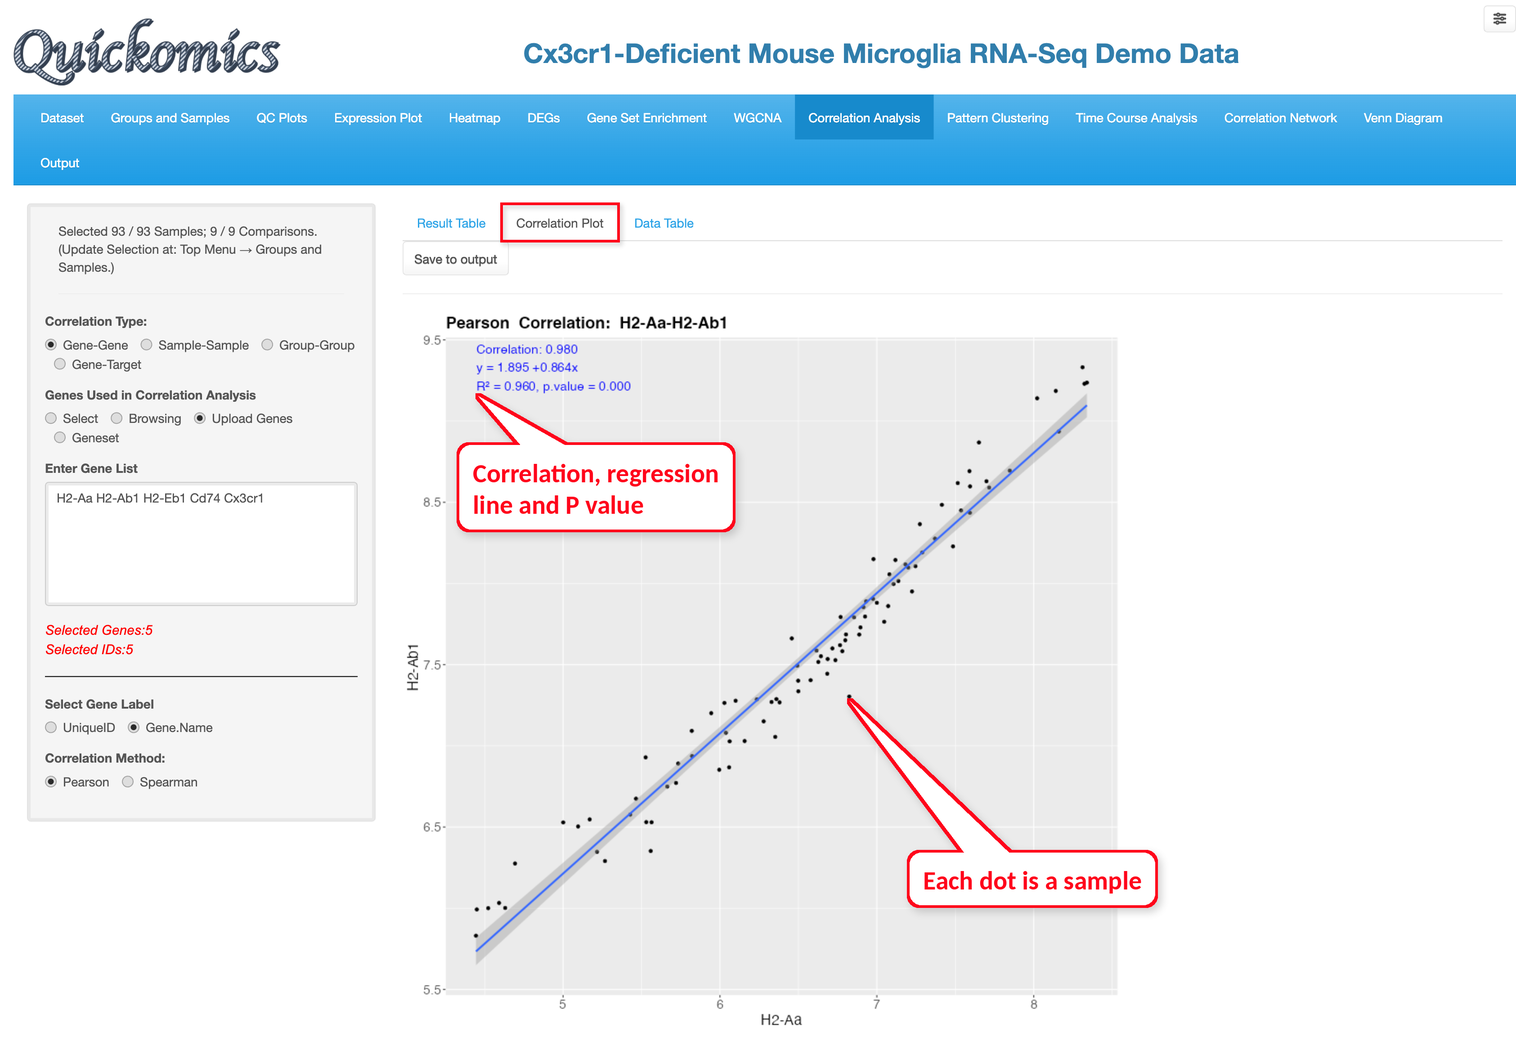 Quickomics
Cx3cr1-Deficient Mouse Microglia RNA-Seq Demo Data
Dataset Groups and Samples QC Plots Expression Plot Heatmap DEGs Gene Set Enrichment WGCNA Correlation Analysis Pattern Clustering Time Course Analysis Correlation Network Venn Diagram
Output
Selected 93 / 93 Samples; 9 / 9 Comparisons.
(Update Selection at: Top Menu → Groups and
Samples.)
Correlation Type:
Gene-Gene Sample-Sample Group-Group
Gene-Target
Genes Used in Correlation Analysis
Select Browsing Upload Genes
Geneset
Enter Gene List
H2-Aa H2-Ab1 H2-Eb1 Cd74 Cx3cr1
Selected Genes:5
Selected IDs:5
Select Gene Label
UniqueID Gene.Name
Correlation Method:
Pearson Spearman
Result Table Correlation Plot Data Table
Save to output
Pearson Correlation: H2-Aa-H2-Ab1
Correlation: 0.980
y = 1.895 +0.864x
R² = 0.960, p.value = 0.000
Correlation, regression
line and P value
Each dot is a sample
9.5
8.5
7.5
6.5
5.5
H2-Ab1
5 6 7 8
H2-Aa